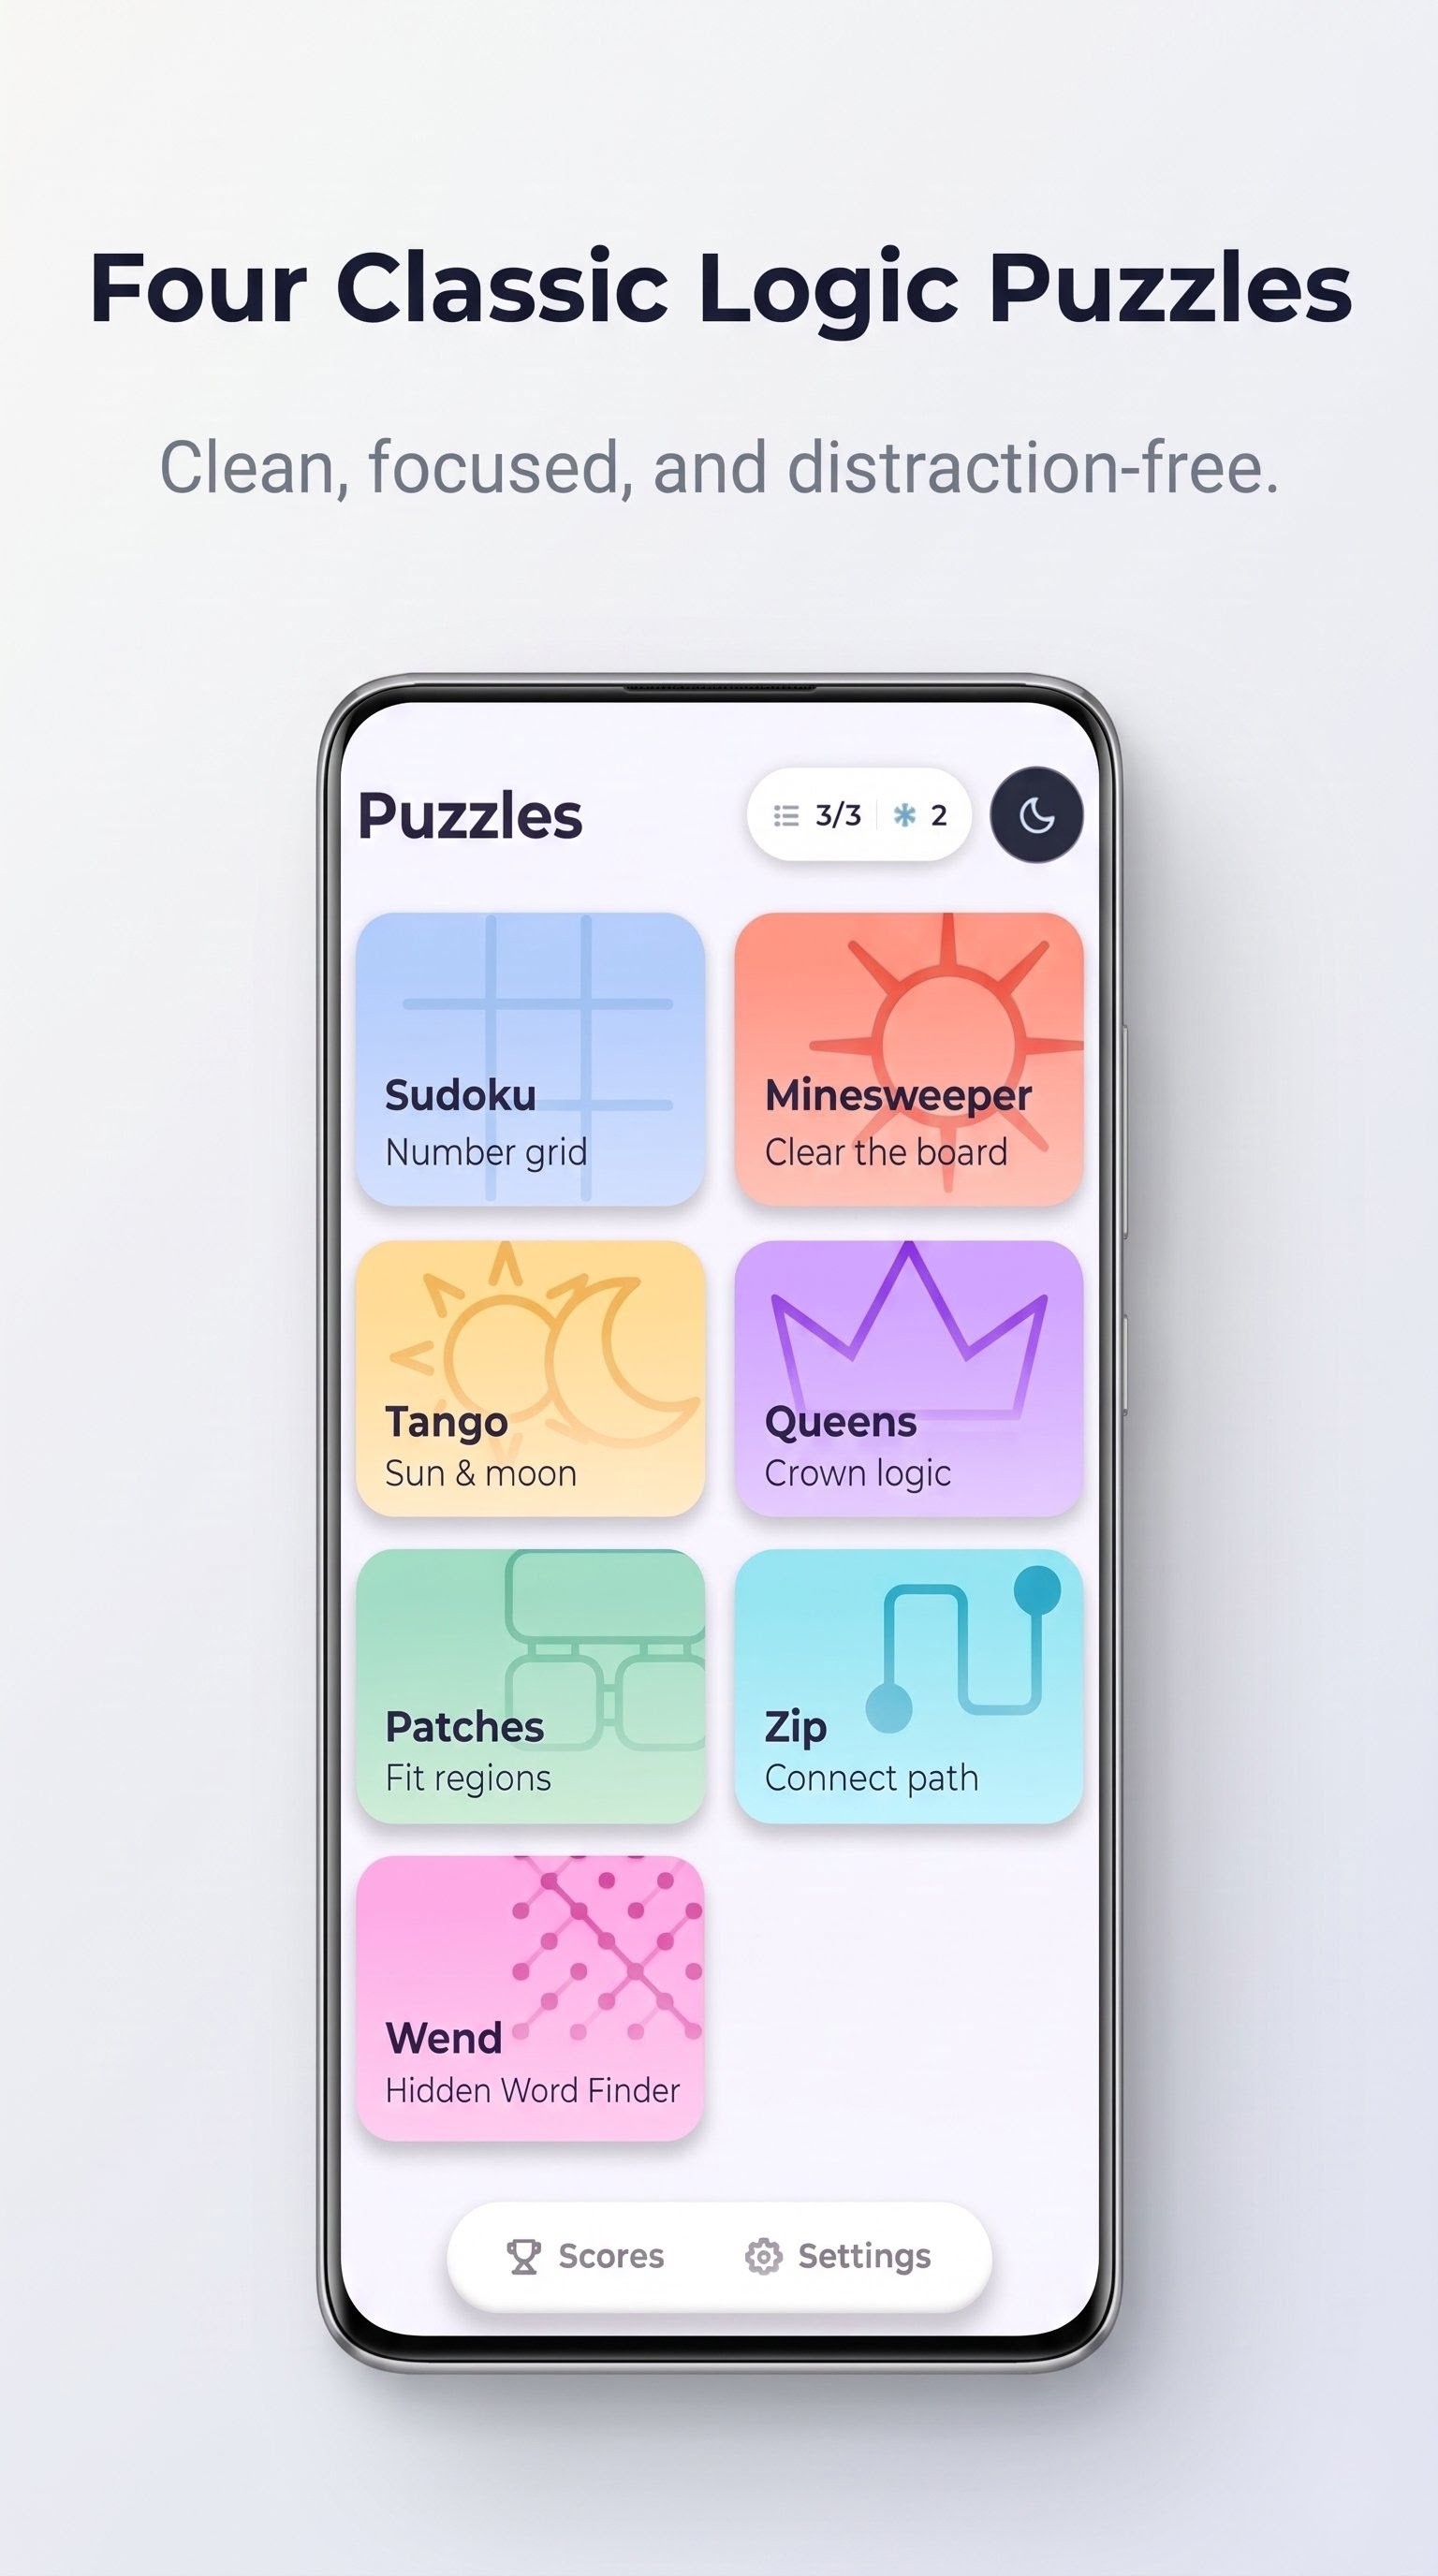 Four Classic Logic Puzzles
Clean, focused, and distraction-free.
Puzzles
3/3
2
Sudoku
Number grid
Minesweeper
Clear the board
Tango
Sun & moon
Queens
Crown logic
Patches
Fit regions
Zip
Connect path
Wend
Hidden Word Finder
Scores
Settings